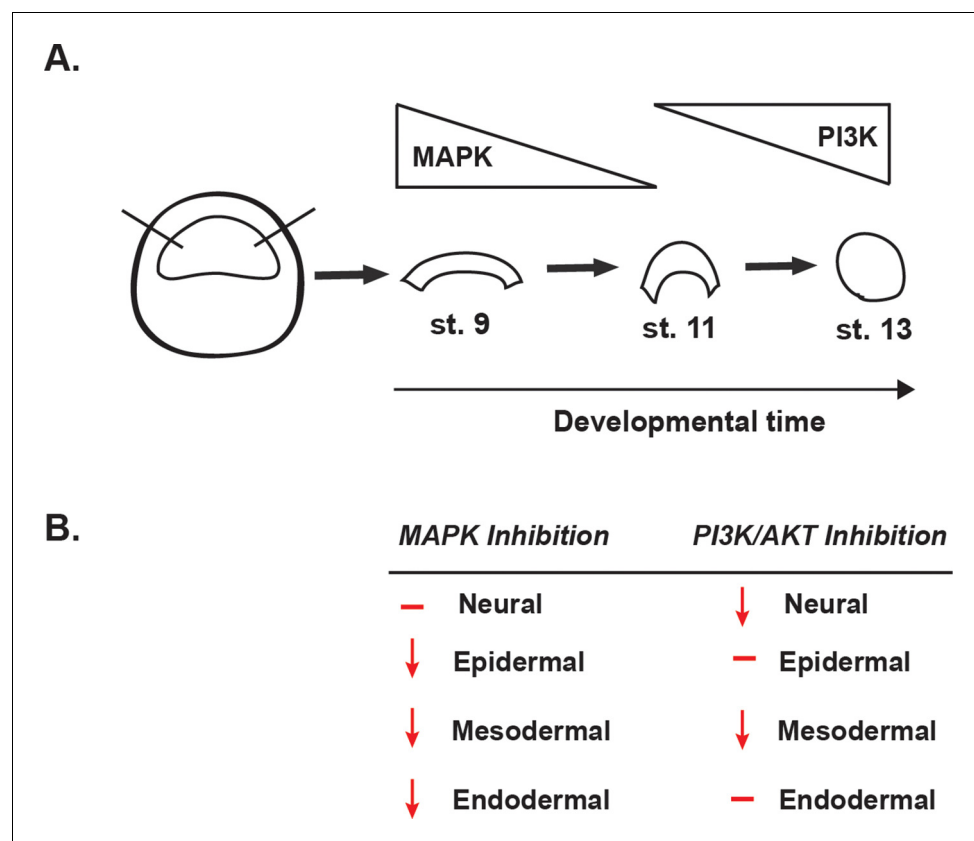 A.
MAPK
PI3K
st. 9
st. 11
st. 13
Developmental time
B.
MAPK Inhibition
PI3K/AKT Inhibition
Neural
Neural
Epidermal
Epidermal
Mesodermal
Mesodermal
Endodermal
Endodermal